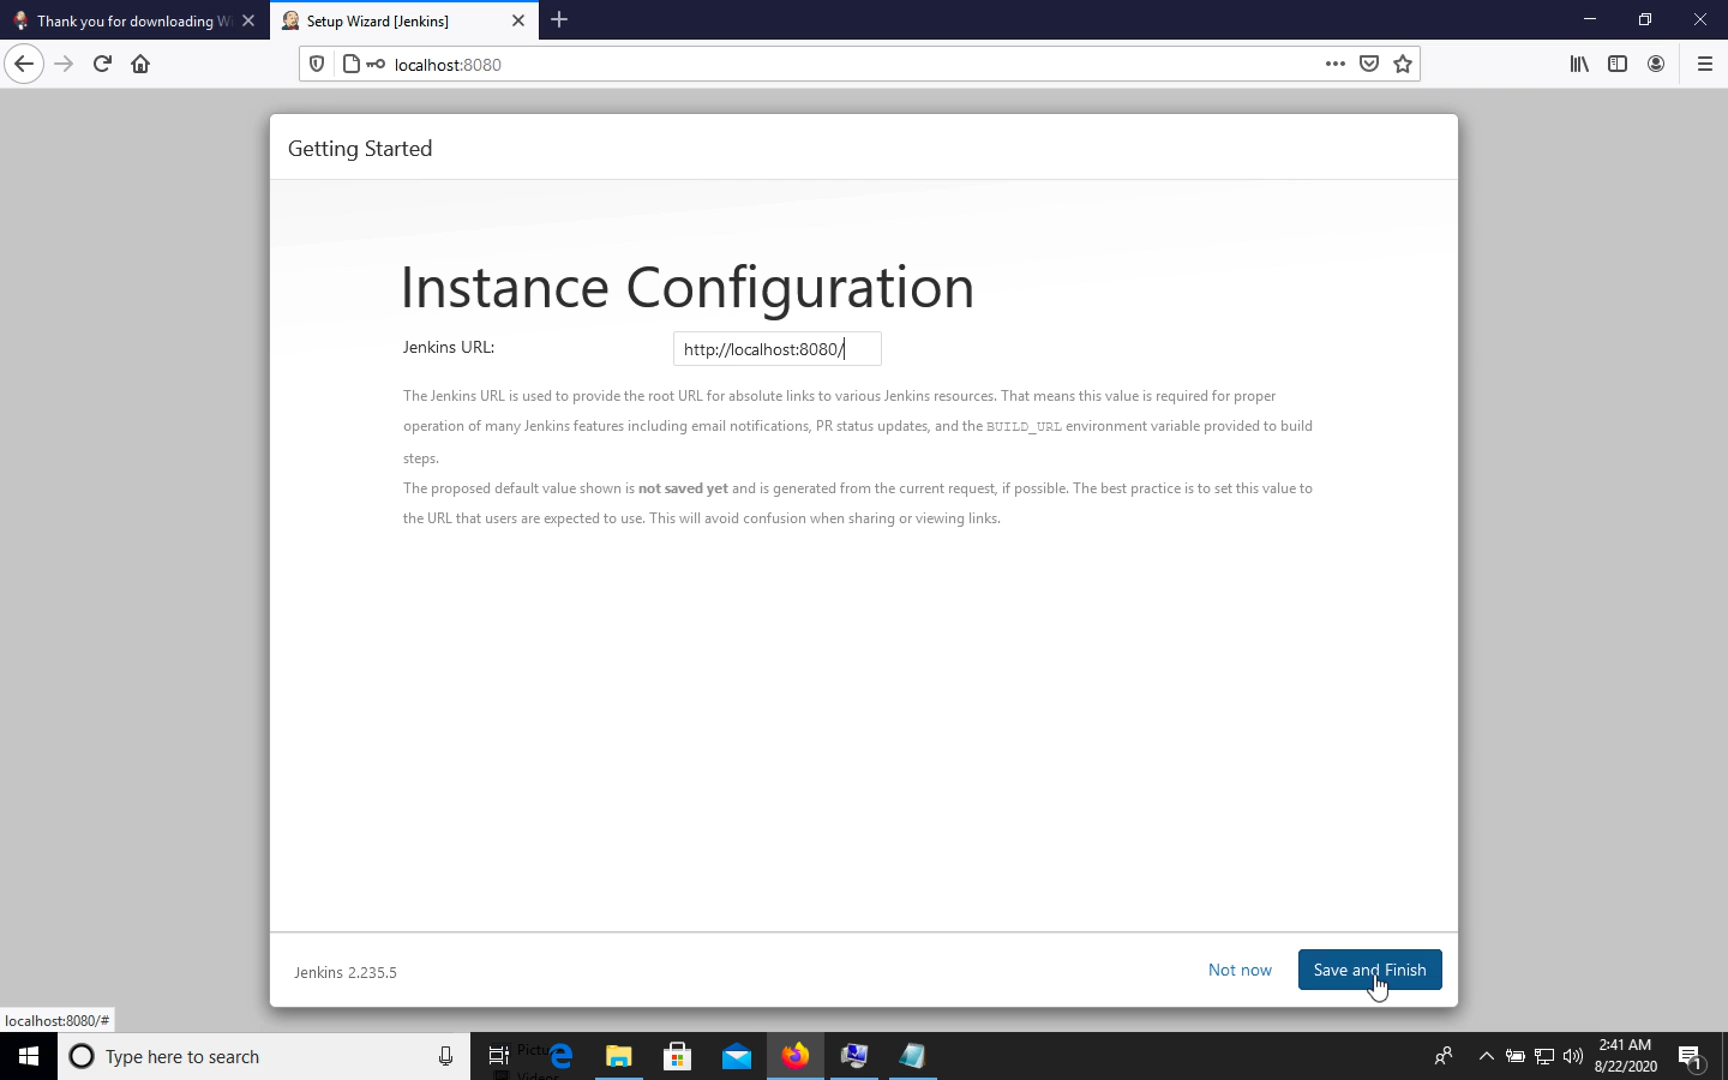 Thank you for downloading Wi
Setup Wizard [Jenkins]
localhost:8080
Getting Started
Instance Configuration
Jenkins URL:
http://localhost:8080/
The Jenkins URL is used to provide the root URL for absolute links to various Jenkins resources. That means this value is required for proper
operation of many Jenkins features including email notifications, PR status updates, and the BUILD_URL environment variable provided to build
steps.
The proposed default value shown is not saved yet and is generated from the current request, if possible. The best practice is to set this value to
the URL that users are expected to use. This will avoid confusion when sharing or viewing links.
Jenkins 2.235.5
Not now
Save and Finish
localhost:8080/#
Type here to search
Pictu
Videos
2:41 AM
8/22/2020
1